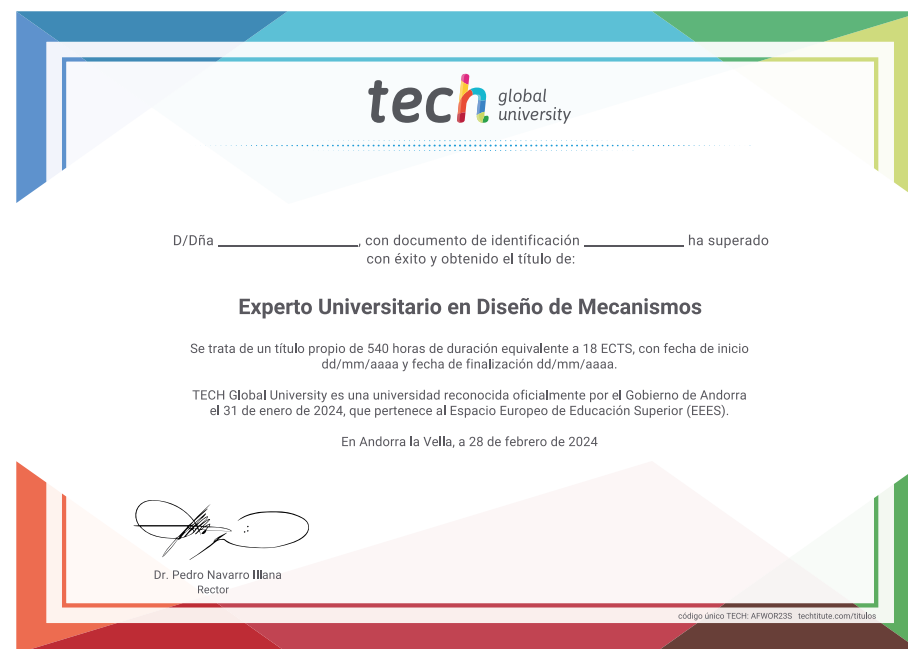 tech global university
D/Dña ____________________, con documento de identificación ______________ ha superado
con éxito y obtenido el título de:
Experto Universitario en Diseño de Mecanismos
Se trata de un título propio de 540 horas de duración equivalente a 18 ECTS, con fecha de inicio
dd/mm/aaaa y fecha de finalización dd/mm/aaaa.
TECH Global University es una universidad reconocida oficialmente por el Gobierno de Andorra
el 31 de enero de 2024, que pertenece al Espacio Europeo de Educación Superior (EEES).
En Andorra la Vella, a 28 de febrero de 2024
Dr. Pedro Navarro Illana
Rector
código único TECH: AFWOR23S techtitute.com/titulos